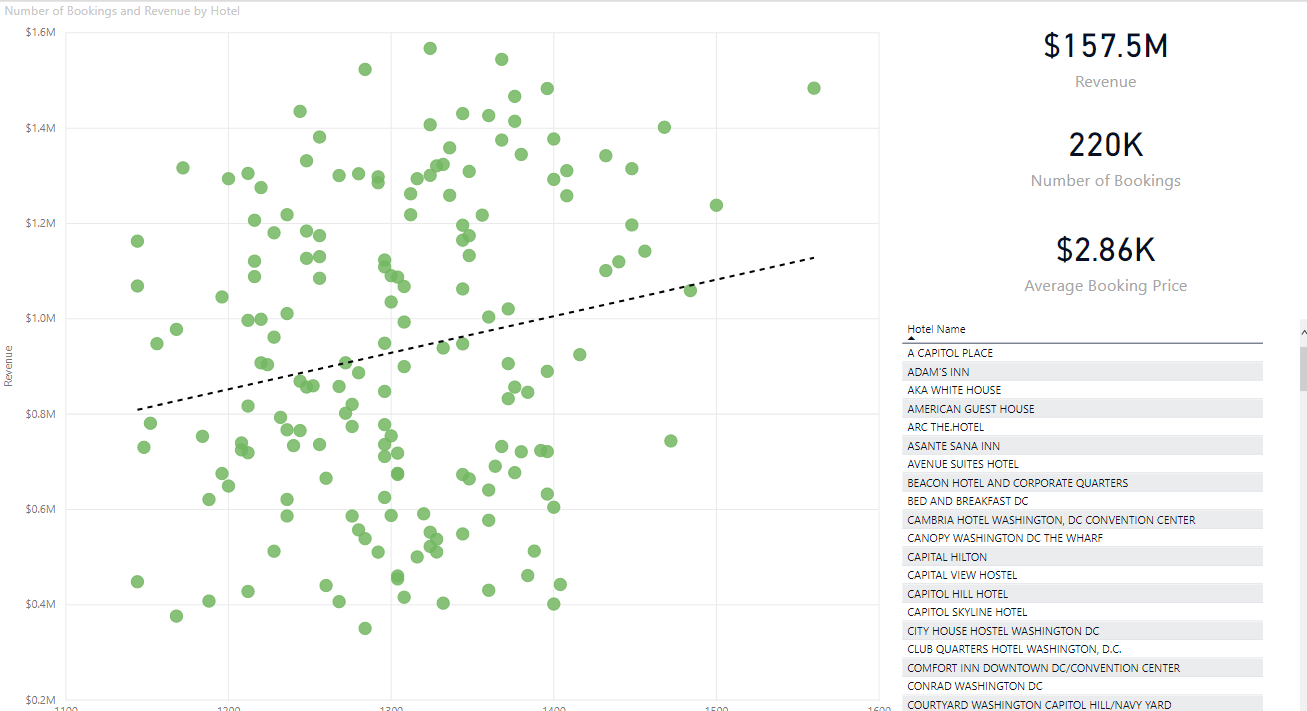 Number of Bookings and Revenue by Hotel
$1.6M
$1.4M
$1.2M
$1.0M
$0.8M
$0.6M
$0.4M
$0.2M
Revenue
1100
1200
1300
1400
1500
1600
$157.5M
Revenue
220K
Number of Bookings
$2.86K
Average Booking Price
Hotel Name
A CAPITOL PLACE
ADAM'S INN
AKA WHITE HOUSE
AMERICAN GUEST HOUSE
ARC THE.HOTEL
ASANTE SANA INN
AVENUE SUITES HOTEL
BEACON HOTEL AND CORPORATE QUARTERS
BED AND BREAKFAST DC
CAMBRIA HOTEL WASHINGTON, DC CONVENTION CENTER
CANOPY WASHINGTON DC THE WHARF
CAPITAL HILTON
CAPITAL VIEW HOSTEL
CAPITOL HILL HOTEL
CAPITOL SKYLINE HOTEL
CITY HOUSE HOSTEL WASHINGTON DC
CLUB QUARTERS HOTEL WASHINGTON, D.C.
COMFORT INN DOWNTOWN DC/CONVENTION CENTER
CONRAD WASHINGTON DC
COURTYARD WASHINGTON CAPITOL HILL/NAVY YARD